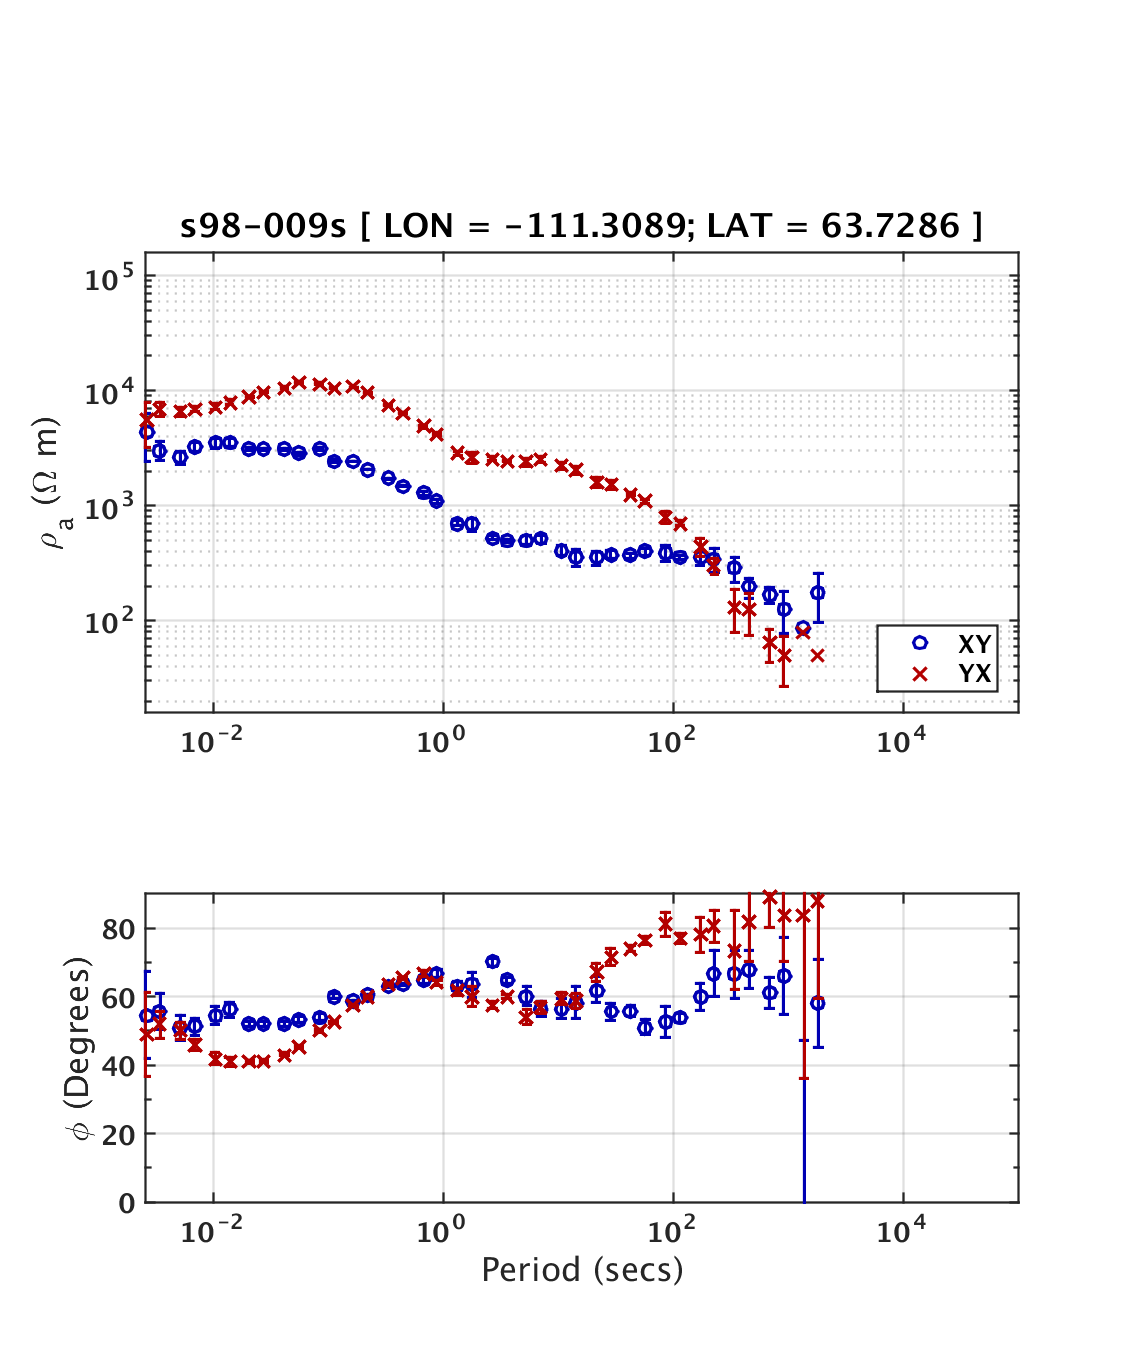 s98-009s [ LON = -111.3089; LAT = 63.7286 ]
ρa (Ω m)
10^5
10^4
10^3
10^2
XY
YX
10^-2 10^0 10^2 10^4
ϕ (Degrees)
80
60
40
20
0
10^-2 10^0 10^2 10^4
Period (secs)